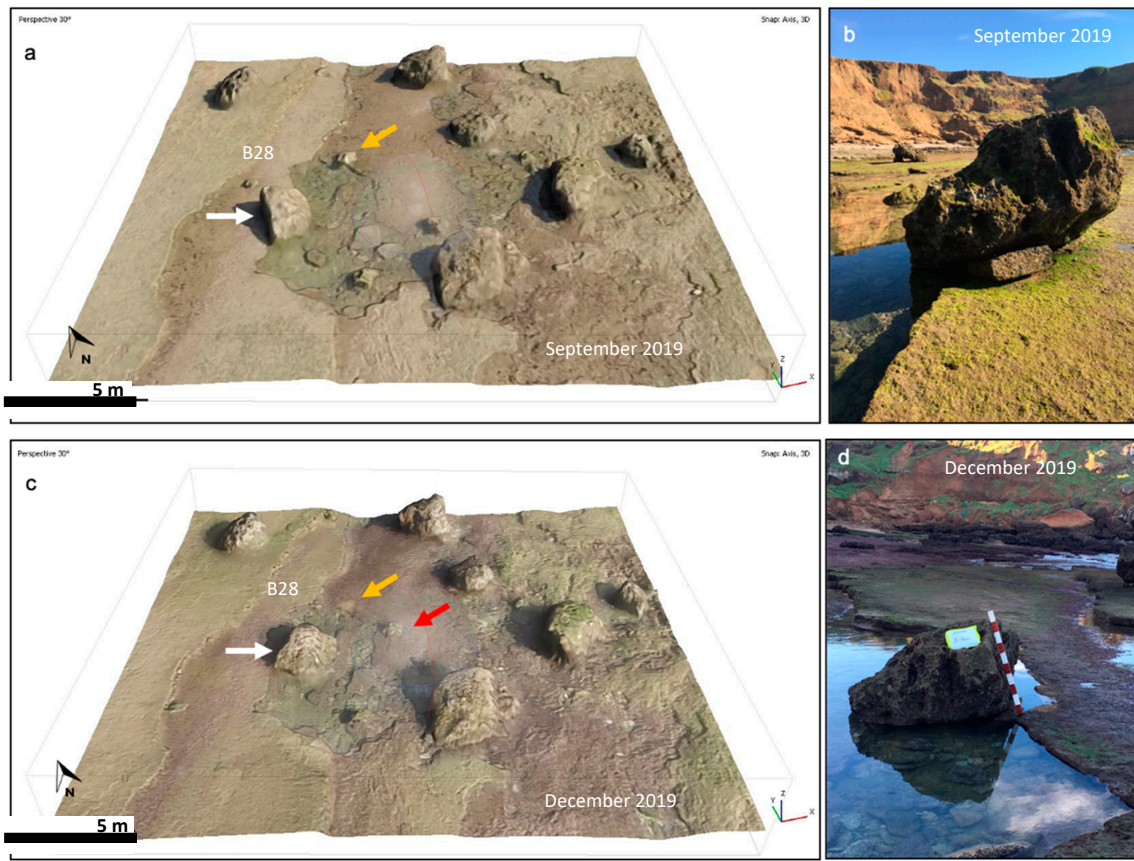 Perspective 30°
Snap: Axis, 3D
a
B28
September 2019
N
5 m
Z
Y
X
b
September 2019
Perspective 30°
Snap: Axis, 3D
c
B28
December 2019
N
5 m
Z
Y
X
d
December 2019